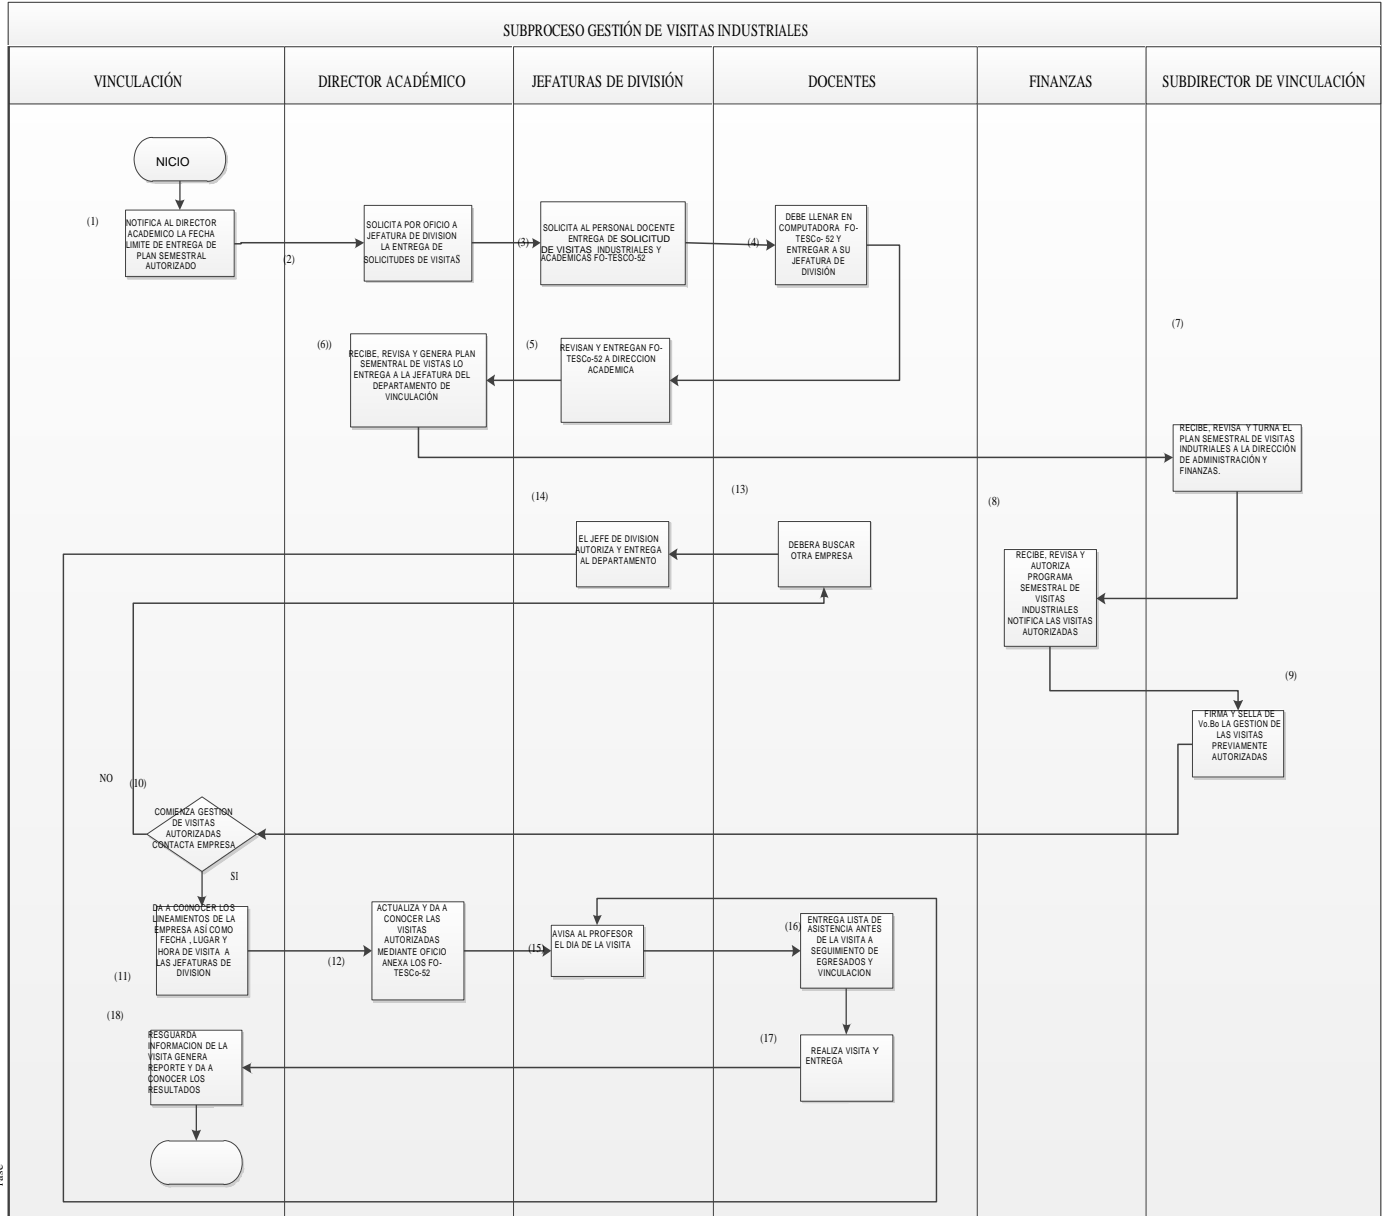 SUBPROCESO GESTIÓN DE VISITAS INDUSTRIALES
VINCULACIÓN
DIRECTOR ACADÉMICO
JEFATURAS DE DIVISIÓN
DOCENTES
FINANZAS
SUBDIRECTOR DE VINCULACIÓN
NICIO
(1)
NOTIFICA AL DIRECTOR
ACADEMICO LA FECHA
LIMITE DE ENTREGA DE
PLAN SEMESTRAL
AUTORIZADO
(2)
SOLICITA POR OFICIO A
JEFATURA DE DIVISION
LA ENTREGA DE
SOLICITUDES DE VISITAS
(3)
SOLICITA AL PERSONAL DOCENTE
ENTREGA DE SOLICITUD
DE VISITAS INDUSTRIALES Y
ACADEMICAS FO-TESCO-52
(4)
DEBE LLENAR EN
COMPUTADORA FO-
TESCo- 52 Y
ENTREGAR A SU
JEFATURA DE
DIVISIÓN
(5)
REVISAN Y ENTREGAN FO-
TESCo-52 A DIRECCION
ACADEMICA
(6))
RECIBE, REVISA Y GENERA PLAN
SEMENTRAL DE VISTAS LO
ENTREGA A LA JEFATURA DEL
DEPARTAMENTO DE
VINCULACIÓN
(7)
RECIBE, REVISA Y TURNA EL
PLAN SEMESTRAL DE VISITAS
INDUTRIALES A LA DIRECCIÓN
DE ADMINISTRACIÓN Y
FINANZAS.
(8)
RECIBE, REVISA Y
AUTORIZA
PROGRAMA
SEMESTRAL DE
VISITAS
INDUSTRIALES
NOTIFICA LAS VISITAS
AUTORIZADAS
(9)
FIRMA Y SELLA DE
Vo.Bo LA GESTION DE
LAS VISITAS
PREVIAMENTE
AUTORIZADAS
(13)
DEBERA BUSCAR
OTRA EMPRESA
(14)
EL JEFE DE DIVISION
AUTORIZA Y ENTREGA
AL DEPARTAMENTO
NO
(10)
COMIENZA GESTION
DE VISITAS
AUTORIZADAS
CONTACTA EMPRESA
SI
(11)
DA A CO0NOCER LOS
LINEAMIENTOS DE LA
EMPRESA ASÍ COMO
FECHA , LUGAR Y
HORA DE VISITA A
LAS JEFATURAS DE
DIVISION
(12)
ACTUALIZA Y DA A
CONOCER LAS
VISITAS
AUTORIZADAS
MEDIANTE OFICIO
ANEXA LOS FO-
TESCo-52
(15)
AVISA AL PROFESOR
EL DIA DE LA VISITA
(16)
ENTREGA LISTA DE
ASISTENCIA ANTES
DE LA VISITA A
SEGUIMIENTO DE
EGRESADOS Y
VINCULACION
(17)
REALIZA VISITA Y
ENTREGA
(18)
RESGUARDA
INFORMACION DE LA
VISITA GENERA
REPORTE Y DA A
CONOCER LOS
RESULTADOS